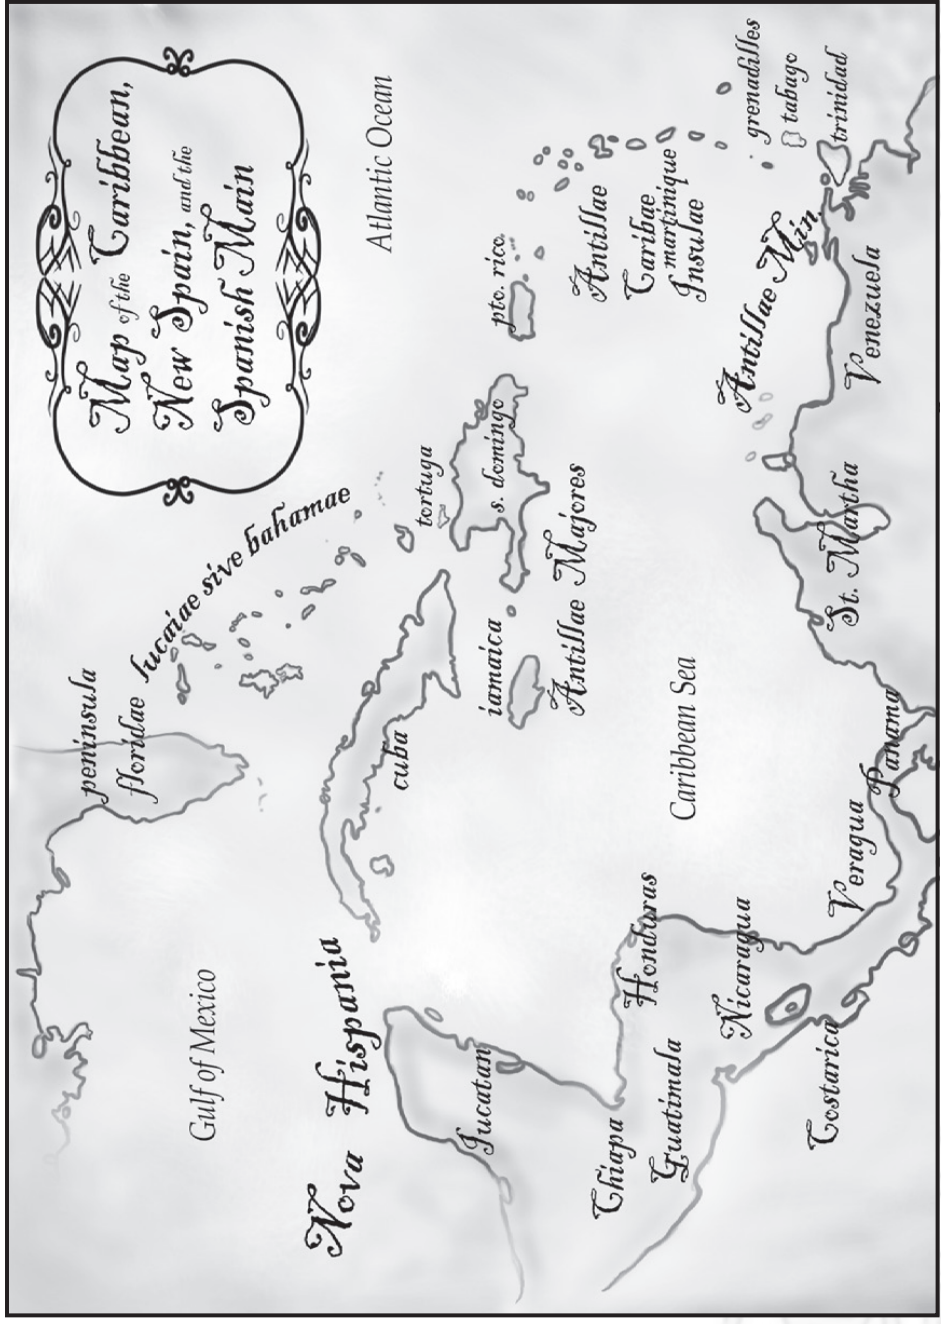 Map of the Caribbean,
New Spain, and the
Spanish Main
Atlantic Ocean
peninsula
floridae
lucaiae sive bahamae
Gulf of Mexico
Nova Hispania
cuba
tortuga
s. domingo
pto. rico
iamaica
Antillae Majores
Antillae
Caribae
martinique
Insulae
grenadilles
tabago
trinidad
Antillae Min.
Caribbean Sea
Jucatan
Chiapa
Guatimala
Honduras
Nicaragua
Costarica
Veragua
Panama
St. Martha
Venezuela